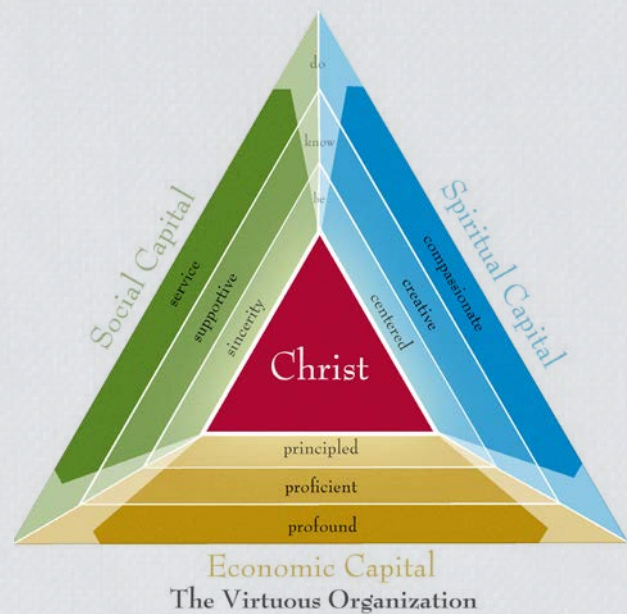 do
know
be
Social Capital
service
supportive
sincerity
Spiritual Capital
compassionate
creative
centered
Christ
principled
proficient
profound
Economic Capital
The Virtuous Organization